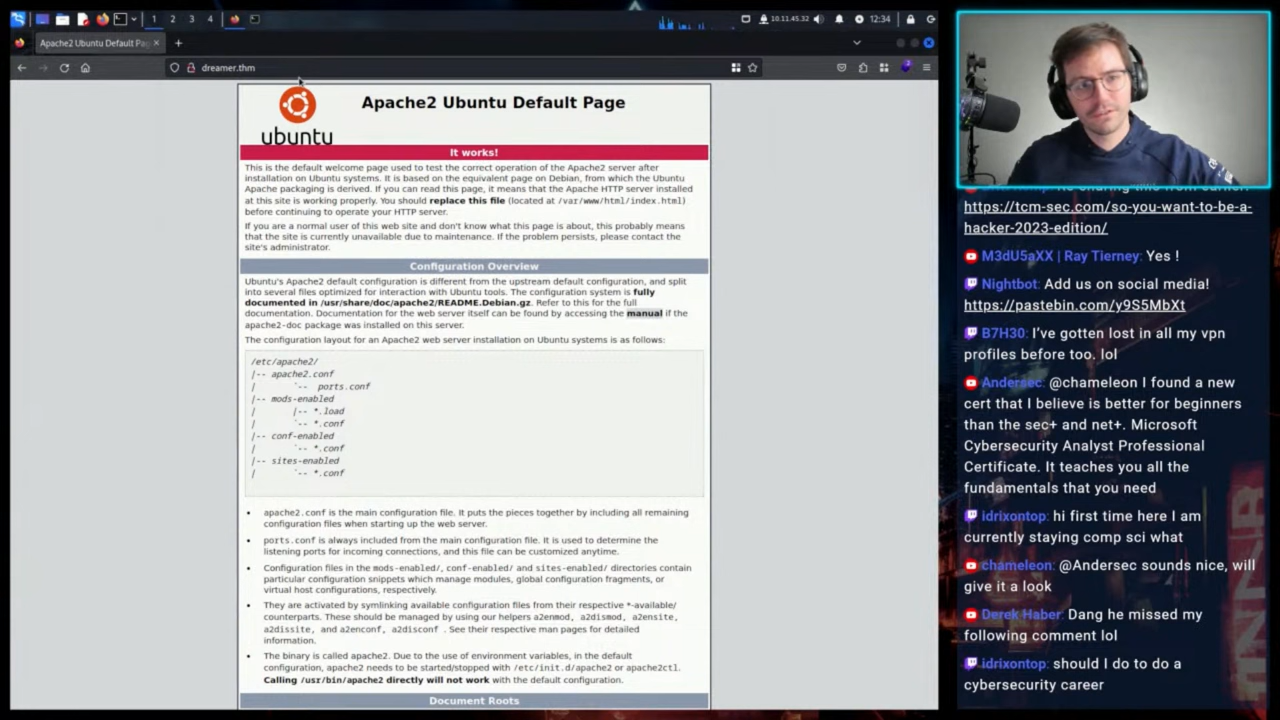 1 2 3 4
10.11.45.32
12:34
Apache2 Ubuntu Default Pa
dreamer.thm
ubuntu
Apache2 Ubuntu Default Page
It works!
This is the default welcome page used to test the correct operation of the Apache2 server after
installation on Ubuntu systems. It is based on the equivalent page on Debian, from which the Ubuntu
Apache packaging is derived. If you can read this page, it means that the Apache HTTP server installed
at this site is working properly. You should replace this file (located at /var/www/html/index.html)
before continuing to operate your HTTP server.
If you are a normal user of this web site and don't know what this page is about, this probably means
that the site is currently unavailable due to maintenance. If the problem persists, please contact the
site's administrator.
Configuration Overview
Ubuntu's Apache2 default configuration is different from the upstream default configuration, and split
into several files optimized for interaction with Ubuntu tools. The configuration system is fully
documented in /usr/share/doc/apache2/README.Debian.gz. Refer to this for the full
documentation. Documentation for the web server itself can be found by accessing the manual if the
apache2-doc package was installed on this server.
The configuration layout for an Apache2 web server installation on Ubuntu systems is as follows:
/etc/apache2/
|-- apache2.conf
| `-- ports.conf
|-- mods-enabled
| |-- *.load
| `-- *.conf
|-- conf-enabled
| `-- *.conf
|-- sites-enabled
| `-- *.conf
• apache2.conf is the main configuration file. It puts the pieces together by including all remaining
configuration files when starting up the web server.
• ports.conf is always included from the main configuration file. It is used to determine the
listening ports for incoming connections, and this file can be customized anytime.
• Configuration files in the mods-enabled/, conf-enabled/ and sites-enabled/ directories contain
particular configuration snippets which manage modules, global configuration fragments, or
virtual host configurations, respectively.
• They are activated by symlinking available configuration files from their respective *-available/
counterparts. These should be managed by using our helpers a2enmod, a2dismod, a2ensite,
a2dissite, and a2enconf, a2disconf . See their respective man pages for detailed
information.
• The binary is called apache2. Due to the use of environment variables, in the default
configuration, apache2 needs to be started/stopped with /etc/init.d/apache2 or apache2ctl.
Calling /usr/bin/apache2 directly will not work with the default configuration.
Document Roots
https://tcm-sec.com/so-you-want-to-be-a-
hacker-2023-edition/
M3dU5aXX | Ray Tierney: Yes !
Nightbot: Add us on social media!
https://pastebin.com/y9S5MbXt
B7H30: I've gotten lost in all my vpn
profiles before too. lol
Andersec: @chameleon I found a new
cert that I believe is better for beginners
than the sec+ and net+. Microsoft
Cybersecurity Analyst Professional
Certificate. It teaches you all the
fundamentals that you need
idrixontop: hi first time here I am
currently staying comp sci what
chameleon: @Andersec sounds nice, will
give it a look
Derek Haber: Dang he missed my
following comment lol
idrixontop: should I do to do a
cybersecurity career